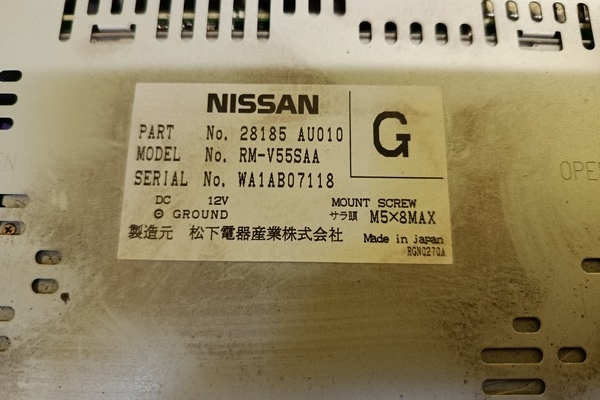 NISSAN
G
PART No. 28185 AU010
MODEL No. RM-V55SAA
SERIAL No. WA1AB07118
DC 12V
⊖ GROUND
MOUNT SCREW
サラ頭 M5×8MAX
製造元 松下電器産業株式会社
Made in Japan
RGN0270A
OPEN